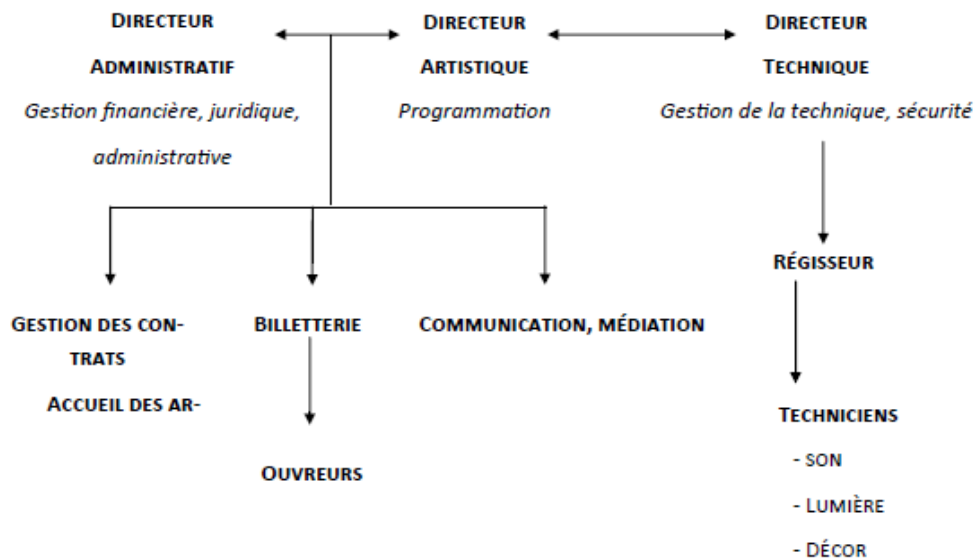 DIRECTEUR
ADMINISTRATIF
Gestion financière, juridique,
administrative
DIRECTEUR
ARTISTIQUE
Programmation
DIRECTEUR
TECHNIQUE
Gestion de la technique, sécurité
RÉGISSEUR
GESTION DES CON-
TRATS
ACCUEIL DES AR-
BILLETTERIE
COMMUNICATION, MÉDIATION
OUVREURS
TECHNICIENS
- SON
- LUMIÈRE
- DÉCOR